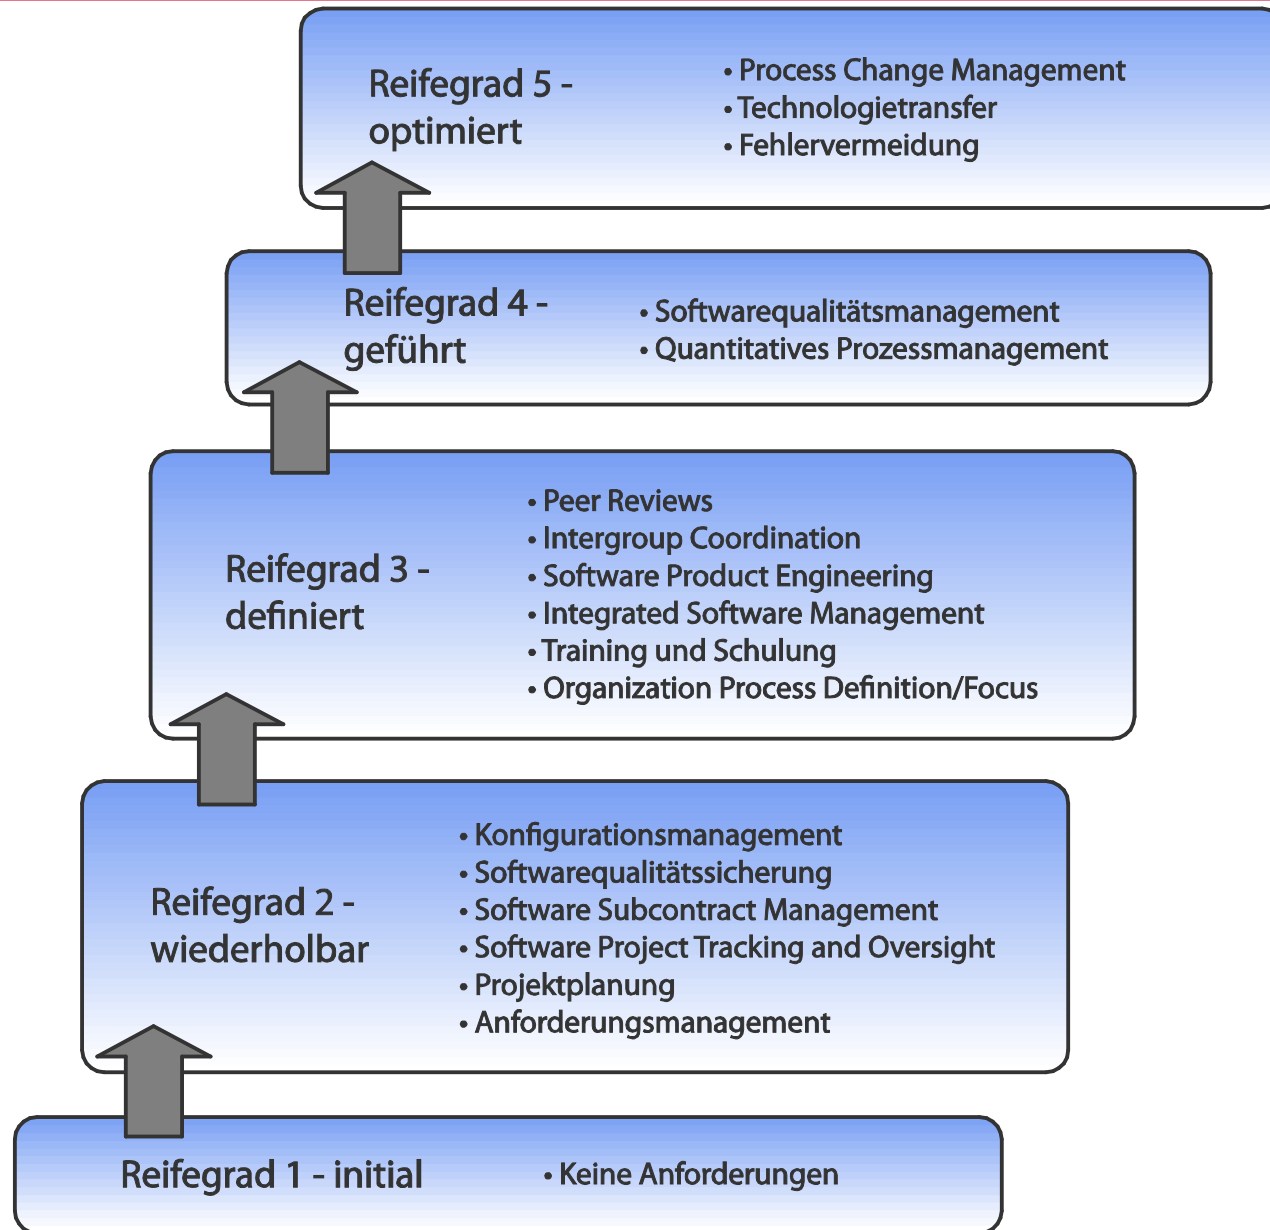 Reifegrad 5 -
optimiert
• Process Change Management
• Technologietransfer
• Fehlervermeidung
Reifegrad 4 -
geführt
• Softwarequalitätsmanagement
• Quantitatives Prozessmanagement
Reifegrad 3 -
definiert
• Peer Reviews
• Intergroup Coordination
• Software Product Engineering
• Integrated Software Management
• Training und Schulung
• Organization Process Definition/Focus
Reifegrad 2 -
wiederholbar
• Konfigurationsmanagement
• Softwarequalitätssicherung
• Software Subcontract Management
• Software Project Tracking and Oversight
• Projektplanung
• Anforderungsmanagement
Reifegrad 1 - initial
• Keine Anforderungen